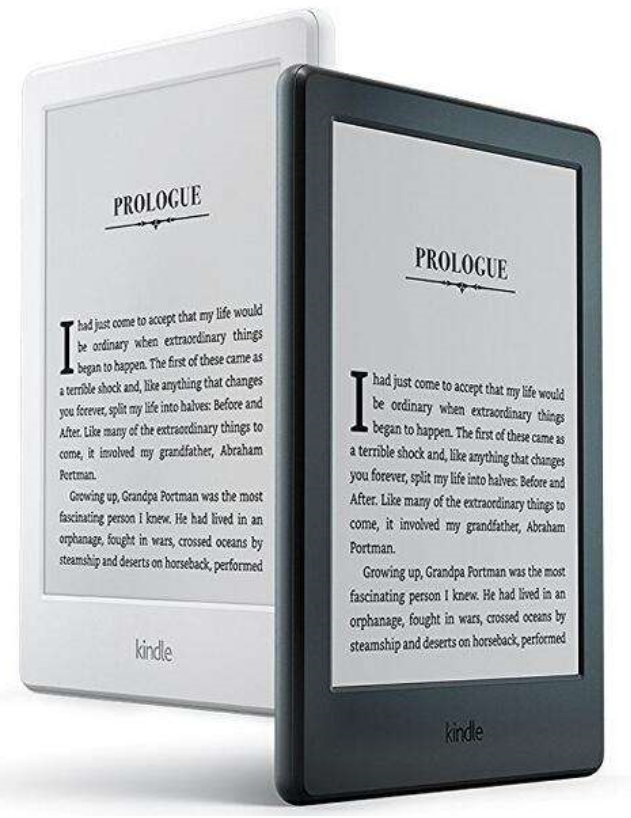 PROLOGUE
I had just come to accept that my life would
be ordinary when extraordinary things
began to happen. The first of these came as
a terrible shock and, like anything that changes
you forever, split my life into halves: Before and
After. Like many of the extraordinary things to
come, it involved my grandfather, Abraham
Portman.
Growing up, Grandpa Portman was the most
fascinating person I knew. He had lived in an
orphanage, fought in wars, crossed oceans by
steamship and deserts on horseback, performed
kindle
PROLOGUE
I had just come to accept that my life would
be ordinary when extraordinary things
began to happen. The first of these came as
a terrible shock and, like anything that changes
you forever, split my life into halves: Before and
After. Like many of the extraordinary things to
come, it involved my grandfather, Abraham
Portman.
Growing up, Grandpa Portman was the most
fascinating person I knew. He had lived in an
orphanage, fought in wars, crossed oceans by
steamship and deserts on horseback, performed
kindle